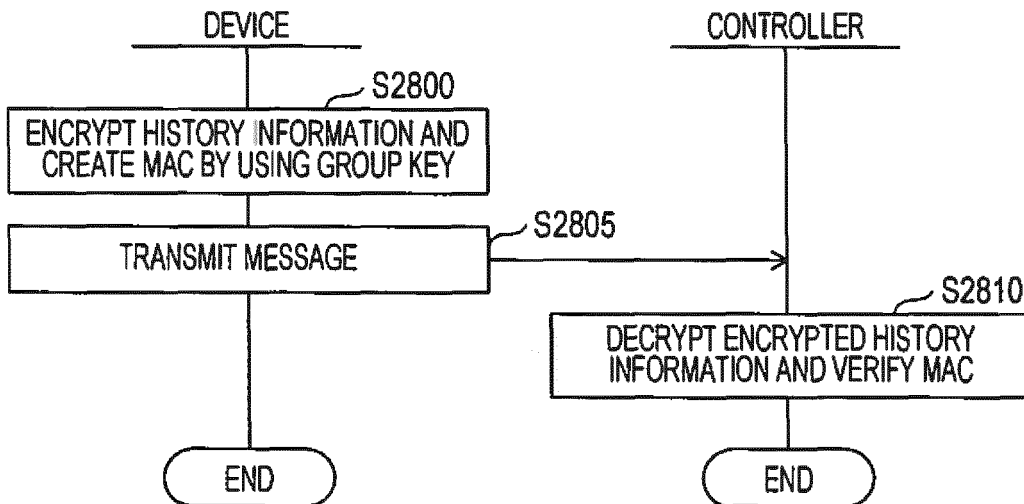 DEVICE
CONTROLLER
S2800
ENCRYPT HISTORY INFORMATION AND
CREATE MAC BY USING GROUP KEY
S2805
TRANSMIT MESSAGE
S2810
DECRYPT ENCRYPTED HISTORY
INFORMATION AND VERIFY MAC
END
END